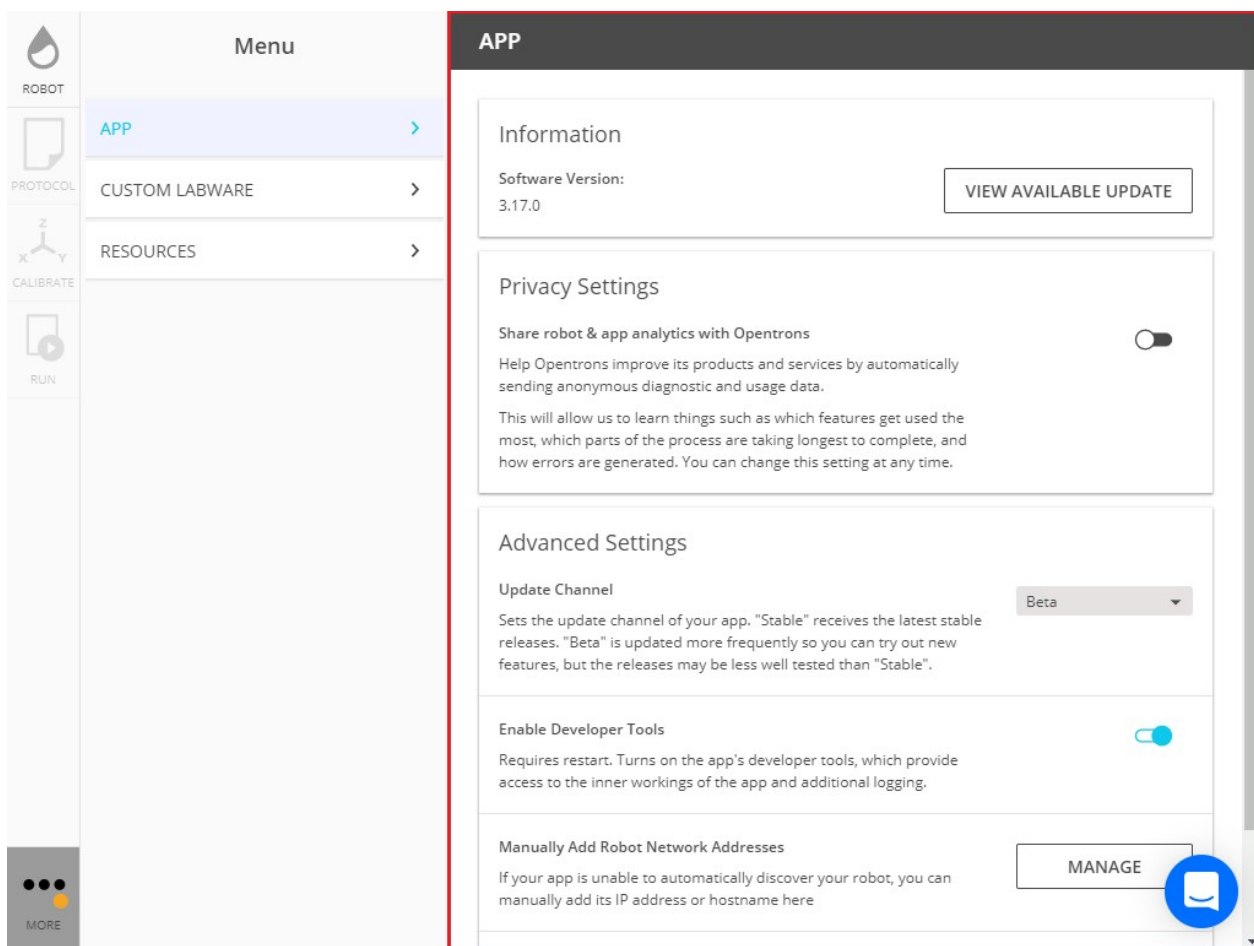 ROBOT
PROTOCOL
Z
X
Y
CALIBRATE
RUN
MORE
Menu
APP
CUSTOM LABWARE
RESOURCES
APP
Information
Software Version:
3.17.0
VIEW AVAILABLE UPDATE
Privacy Settings
Share robot & app analytics with Opentrons
Help Opentrons improve its products and services by automatically
sending anonymous diagnostic and usage data.
This will allow us to learn things such as which features get used the
most, which parts of the process are taking longest to complete, and
how errors are generated. You can change this setting at any time.
Advanced Settings
Update Channel
Beta
Sets the update channel of your app. "Stable" receives the latest stable
releases. "Beta" is updated more frequently so you can try out new
features, but the releases may be less well tested than "Stable".
Enable Developer Tools
Requires restart. Turns on the app's developer tools, which provide
access to the inner workings of the app and additional logging.
Manually Add Robot Network Addresses
If your app is unable to automatically discover your robot, you can
manually add its IP address or hostname here
MANAGE